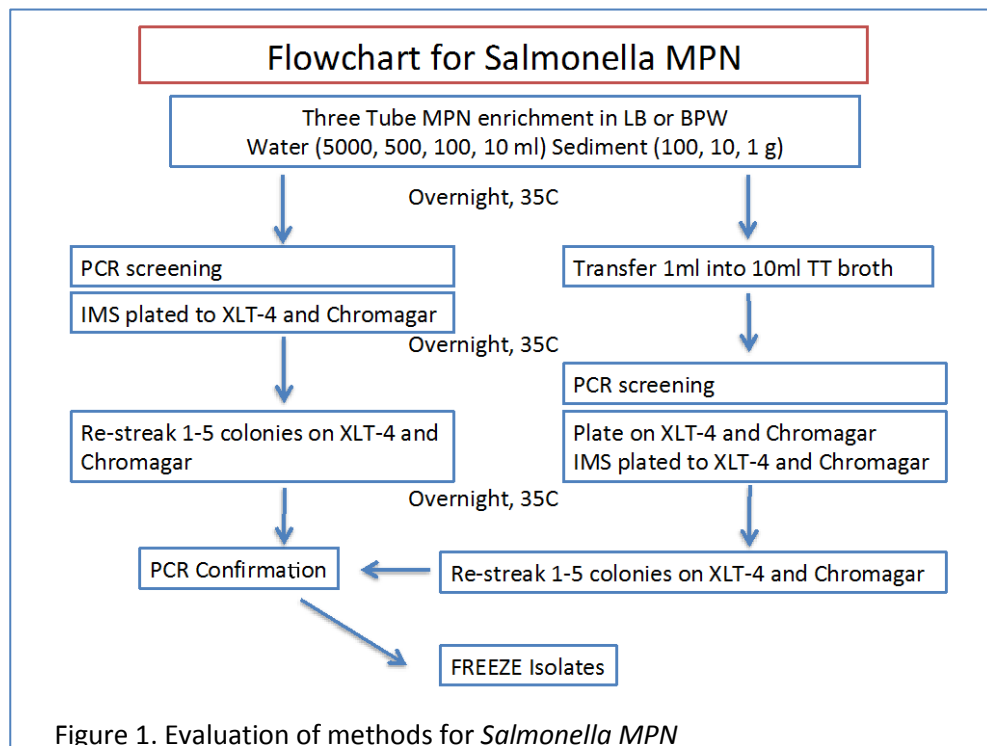 Flowchart for Salmonella MPN
Three Tube MPN enrichment in LB or BPW
Water (5000, 500, 100, 10 ml) Sediment (100, 10, 1 g)
Overnight, 35C
PCR screening
IMS plated to XLT-4 and Chromagar
Transfer 1ml into 10ml TT broth
Overnight, 35C
PCR screening
Re-streak 1-5 colonies on XLT-4 and
Chromagar
Plate on XLT-4 and Chromagar
IMS plated to XLT-4 and Chromagar
Overnight, 35C
PCR Confirmation
Re-streak 1-5 colonies on XLT-4 and Chromagar
FREEZE Isolates
Figure 1. Evaluation of methods for Salmonella MPN